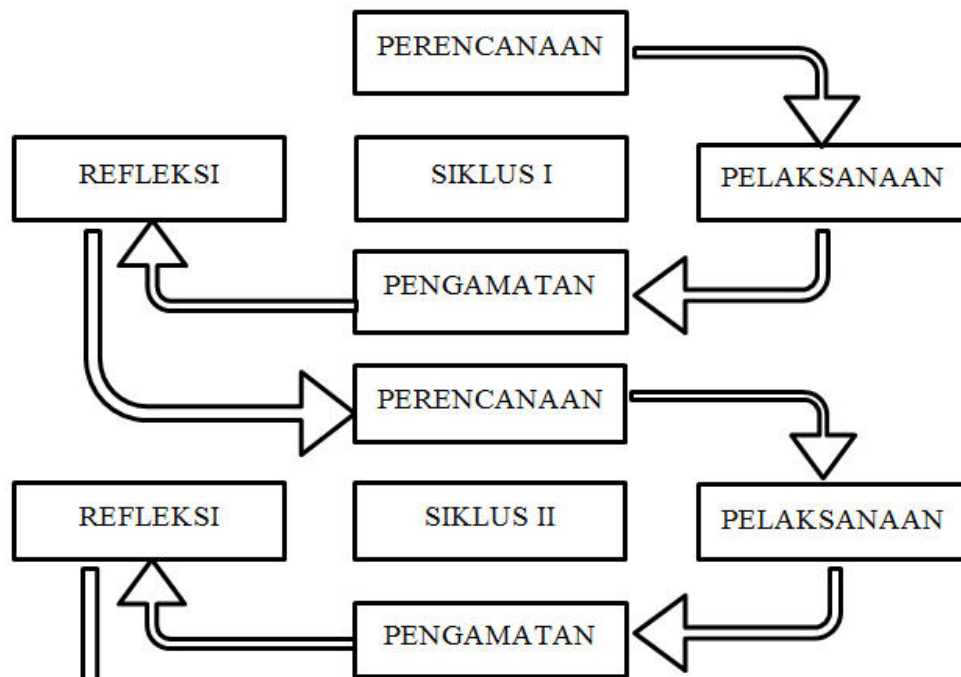 PERENCANAAN
REFLEKSI
SIKLUS I
PELAKSANAAN
PENGAMATAN
PERENCANAAN
REFLEKSI
SIKLUS II
PELAKSANAAN
PENGAMATAN